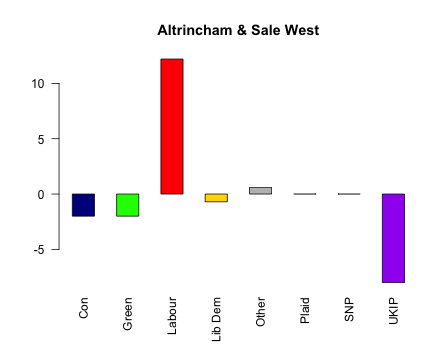 Altrincham & Sale West
10
5
0
-5
Con
Green
Labour
Lib Dem
Other
Plaid
SNP
UKIP